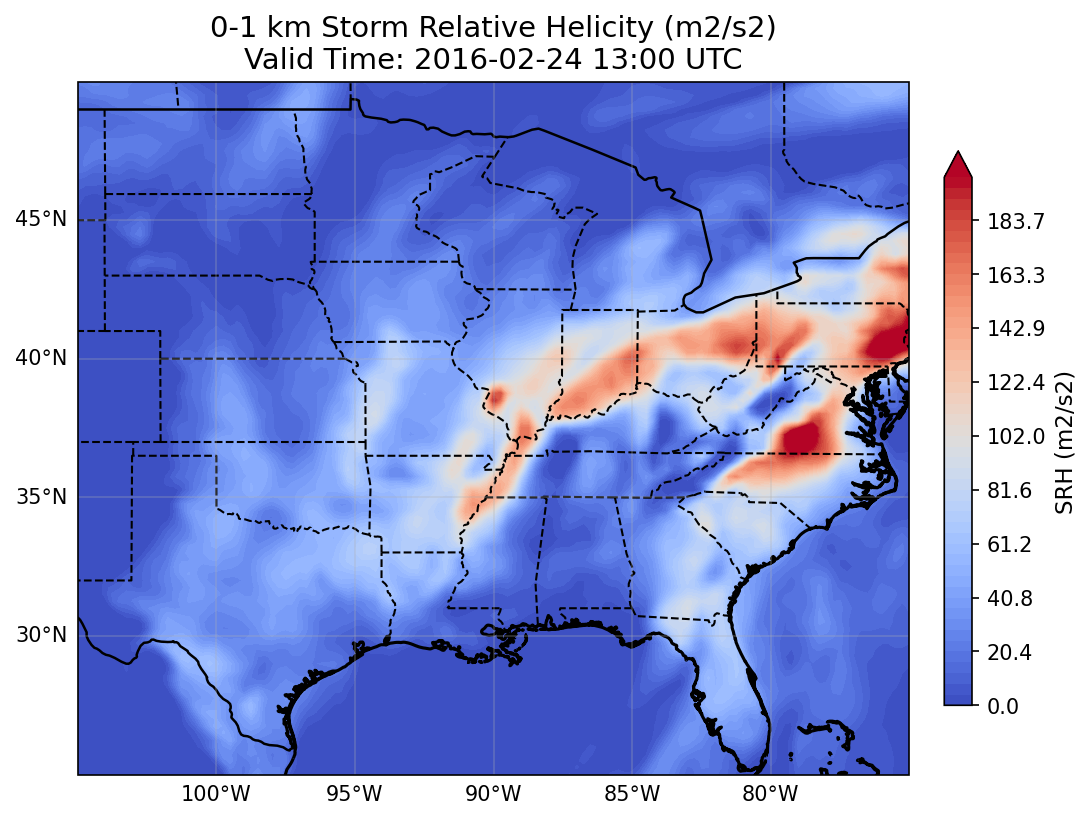 0-1 km Storm Relative Helicity (m2/s2)
Valid Time: 2016-02-24 13:00 UTC
45°N
40°N
35°N
30°N
100°W
95°W
90°W
85°W
80°W
183.7
163.3
142.9
122.4
102.0
81.6
61.2
40.8
20.4
0.0
SRH (m2/s2)